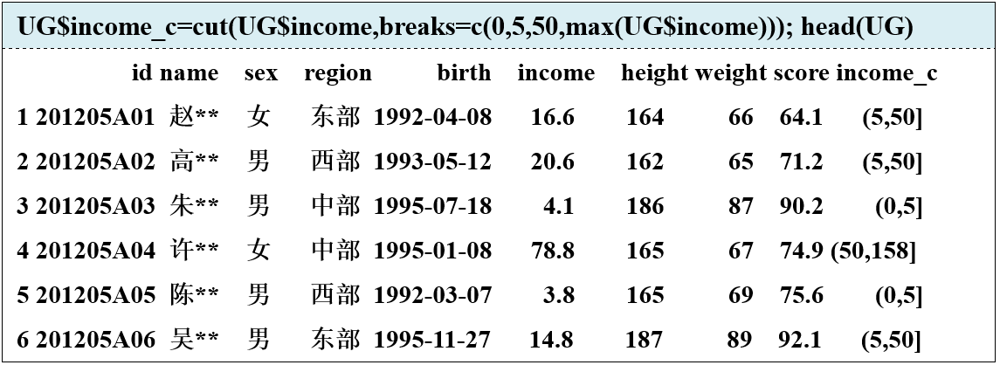 UG$income_c=cut(UG$income,breaks=c(0,5,50,max(UG$income))); head(UG)
id name sex region birth income height weight score income_c
1 201205A01 赵** 女 东部 1992-04-08 16.6 164 66 64.1 (5,50]
2 201205A02 高** 男 西部 1993-05-12 20.6 162 65 71.2 (5,50]
3 201205A03 朱** 男 中部 1995-07-18 4.1 186 87 90.2 (0,5]
4 201205A04 许** 女 中部 1995-01-08 78.8 165 67 74.9 (50,158]
5 201205A05 陈** 男 西部 1992-03-07 3.8 165 69 75.6 (0,5]
6 201205A06 吴** 男 东部 1995-11-27 14.8 187 89 92.1 (5,50]